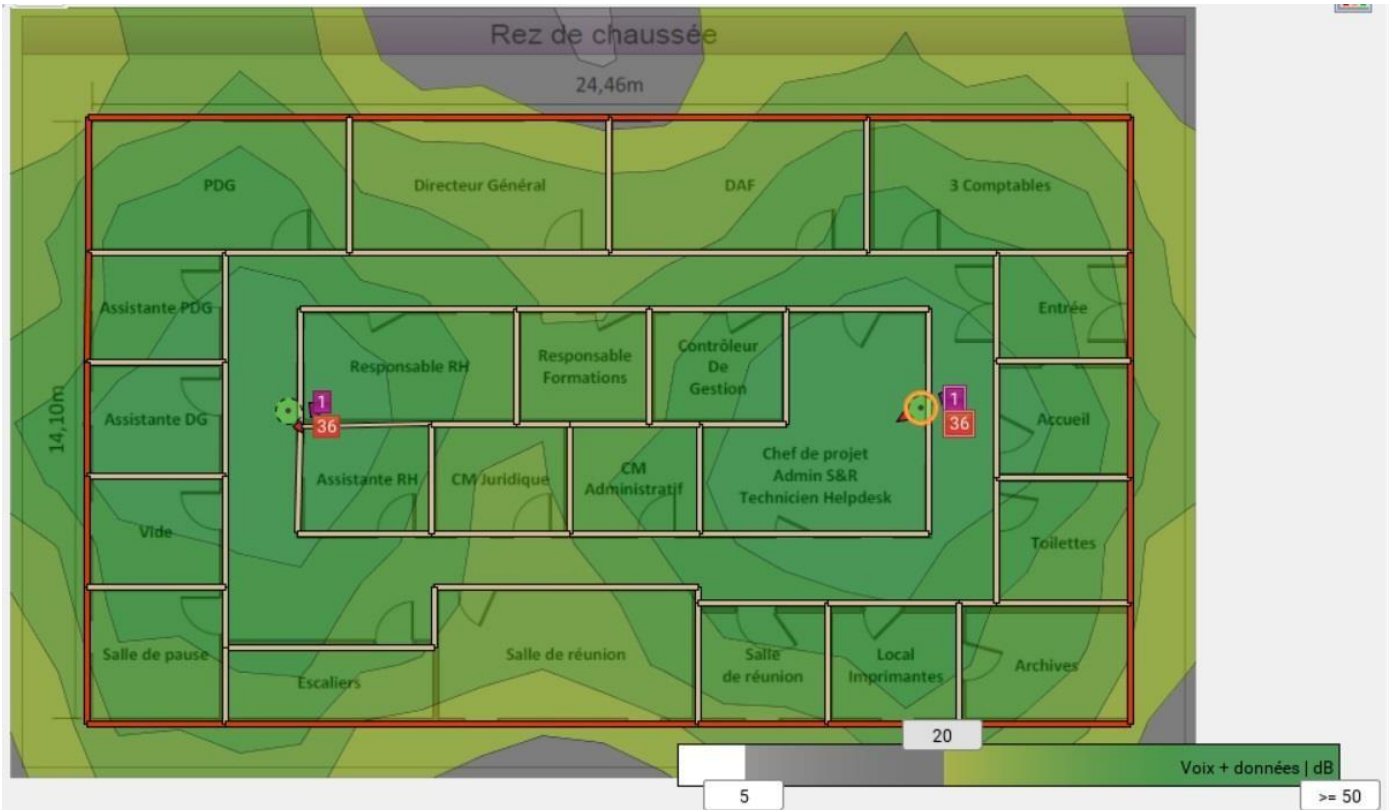 Rez de chaussée
24,46m
PDG
Directeur Général
DAF
3 Comptables
Assistante PDG
Entrée
Responsable RH
Responsable
Formations
Contrôleur
De
Gestion
14,10m
Assistante DG
1
36
1
36
Accueil
Assistante RH
CM Juridique
CM
Administratif
Chef de projet
Admin S&R
Technicien Helpdesk
Vide
Toilettes
Salle de pause
Escaliers
Salle de réunion
Salle
de réunion
Local
Imprimantes
Archives
20
Voix + données | dB
5
>= 50